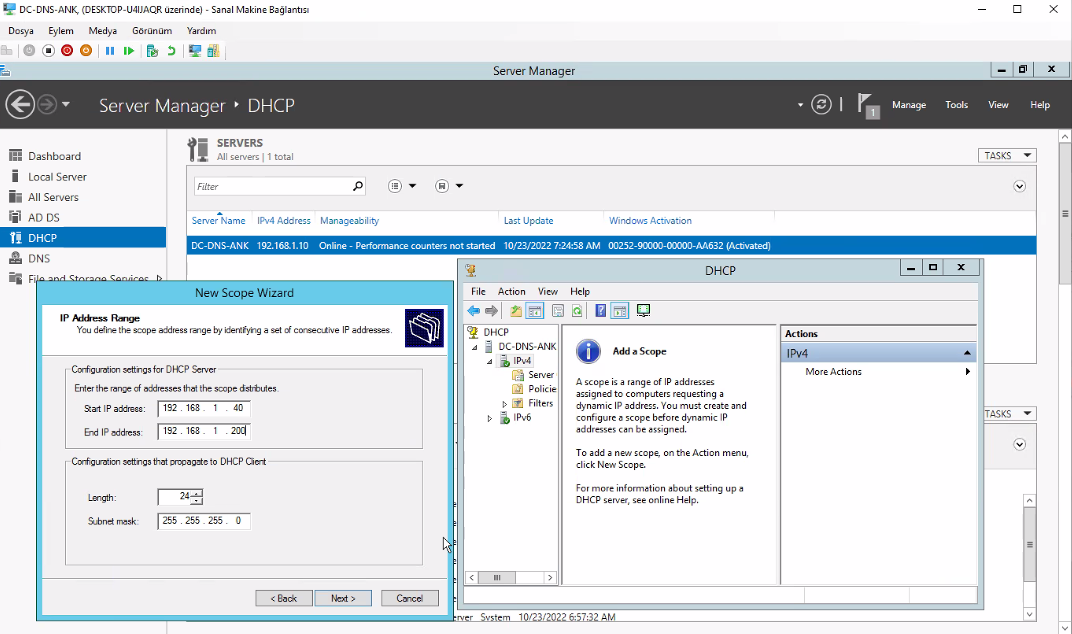 DC-DNS-ANK, (DESKTOP-U4IJAQR üzerinde) - Sanal Makine Bağlantısı
Dosya Eylem Medya Görünüm Yardım
Server Manager
Server Manager DHCP
1 Manage Tools View Help
Dashboard
Local Server
All Servers
AD DS
DHCP
DNS
File and Storage Services
SERVERS
All servers | 1 total
TASKS
Filter
Server Name IPv4 Address Manageability Last Update Windows Activation
DC-DNS-ANK 192.168.1.10 Online - Performance counters not started 10/23/2022 7:24:58 AM 00252-90000-00000-AA632 (Activated)
New Scope Wizard
IP Address Range
You define the scope address range by identifying a set of consecutive IP addresses.
Configuration settings for DHCP Server
Enter the range of addresses that the scope distributes.
Start IP address: 192 . 168 . 1 . 40
End IP address: 192 . 168 . 1 . 200
Configuration settings that propagate to DHCP Client
Length: 24
Subnet mask: 255 . 255 . 255 . 0
< Back Next > Cancel
DHCP
File Action View Help
DHCP
DC-DNS-ANK
IPv4
Server
Policie
Filters
IPv6
Add a Scope
A scope is a range of IP addresses
assigned to computers requesting a
dynamic IP address. You must create and
configure a scope before dynamic IP
addresses can be assigned.
To add a new scope, on the Action menu,
click New Scope.
For more information about setting up a
DHCP server, see online Help.
Actions
IPv4
More Actions
TASKS
erver System 10/23/2022 6:57:32 AM